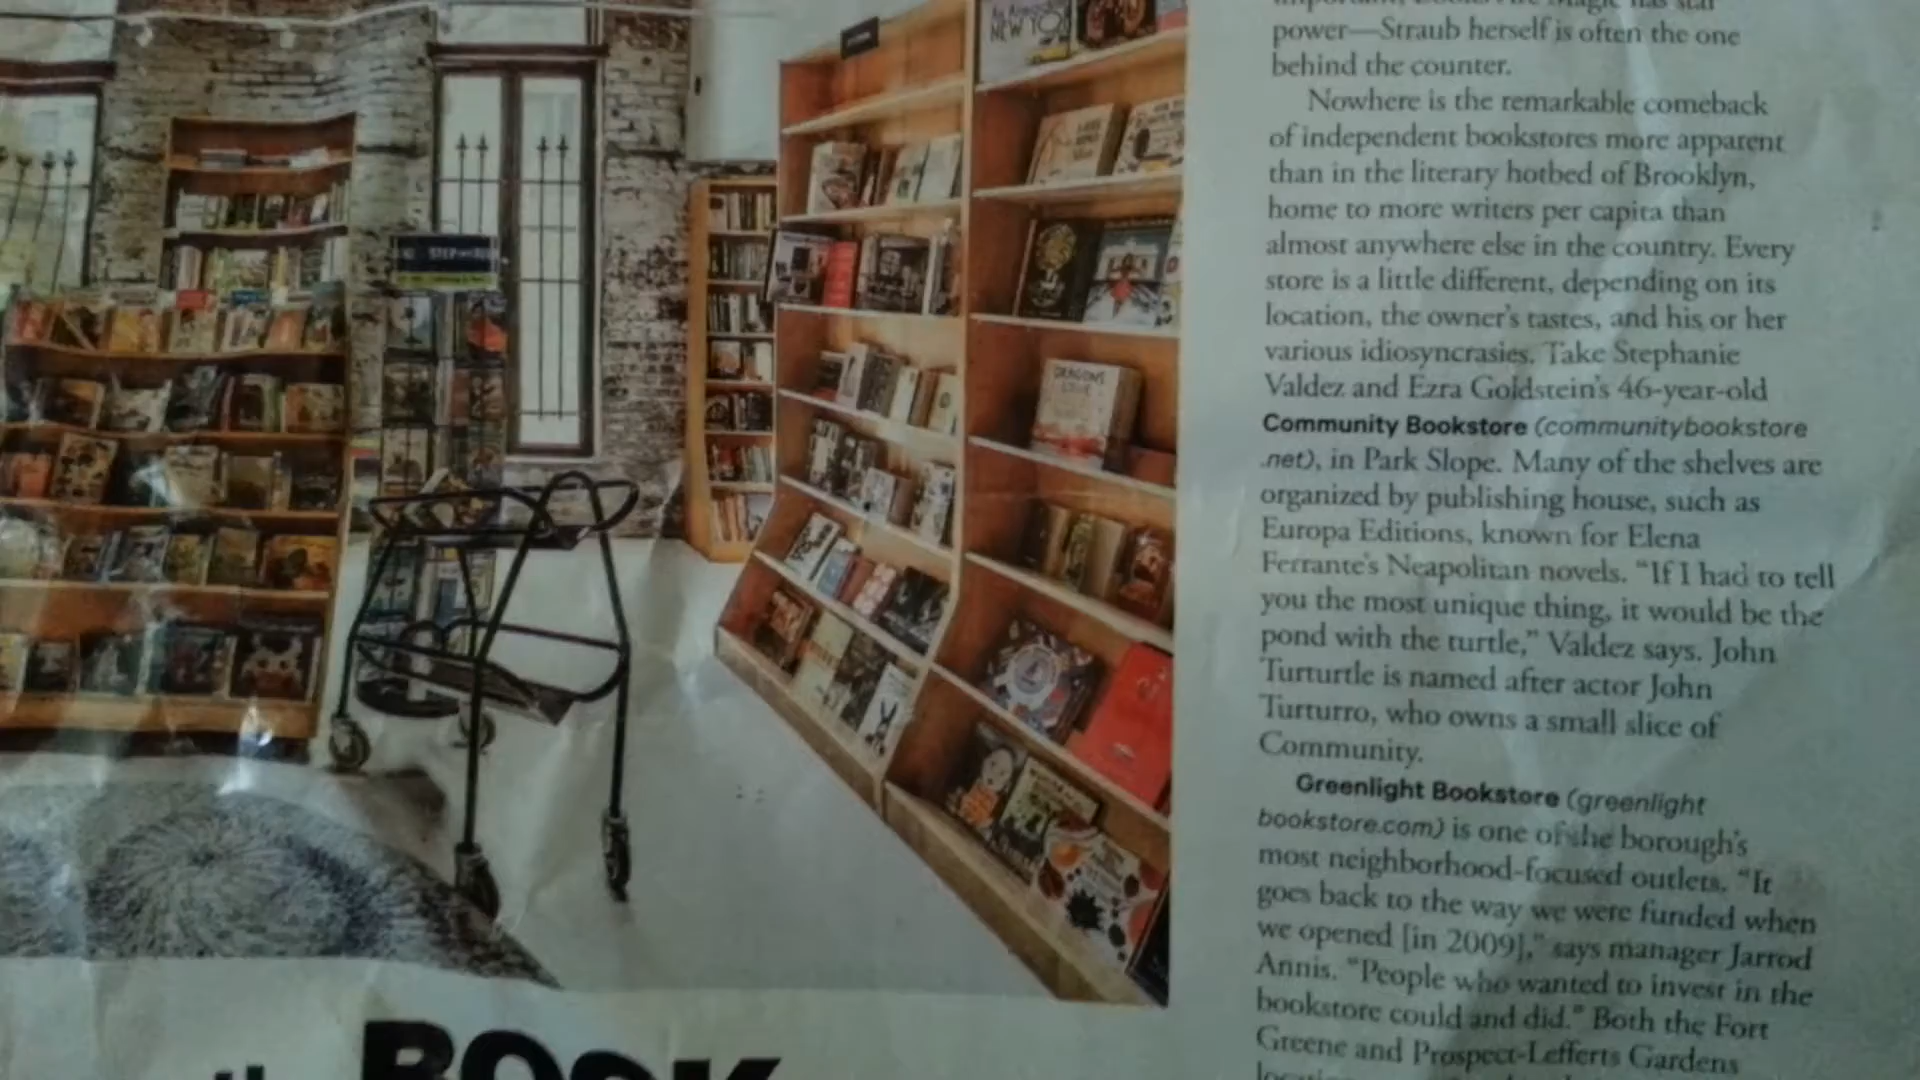 NEW YO
DRAGONS
LOVE
power—Straub herself is often the one
behind the counter.
Nowhere is the remarkable comeback
of independent bookstores more apparent
than in the literary hotbed of Brooklyn,
home to more writers per capita than
almost anywhere else in the country. Every
store is a little different, depending on its
location, the owner's tastes, and his or her
various idiosyncrasies. Take Stephanie
Valdez and Ezra Goldstein's 46-year-old
Community Bookstore (communitybookstore
.net), in Park Slope. Many of the shelves are
organized by publishing house, such as
Europa Editions, known for Elena
Ferrante's Neapolitan novels. “If I had to tell
you the most unique thing, it would be the
pond with the turtle,” Valdez says. John
Turturtle is named after actor John
Turturro, who owns a small slice of
Community.
Greenlight Bookstore (greenlight
bookstore.com) is one of the borough's
most neighborhood-focused outlets. “It
goes back to the way we were funded when
we opened [in 2009],” says manager Jarrod
Annis. “People who wanted to invest in the
bookstore could and did.” Both the Fort
Greene and Prospect-Lefferts Gardens
BOOK